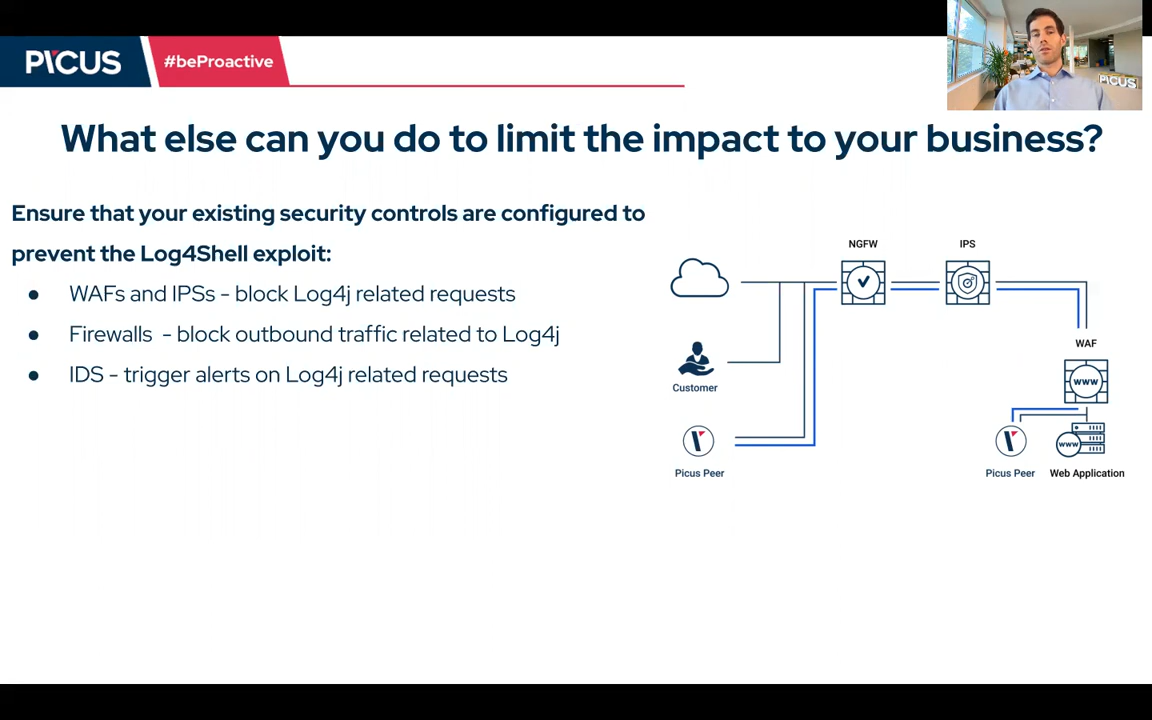 PICUS
#beProactive
PICUS
What else can you do to limit the impact to your business?
Ensure that your existing security controls are configured to
prevent the Log4Shell exploit:
● WAFs and IPSs - block Log4j related requests
● Firewalls - block outbound traffic related to Log4j
● IDS - trigger alerts on Log4j related requests
NGFW
IPS
Customer
WAF
www
www
Picus Peer
Picus Peer
Web Application